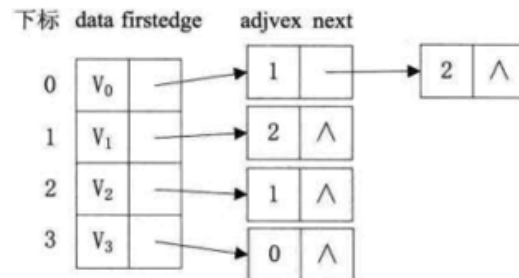 下标 data firstedge adjvex next
0 V₀ 1 2 ∧
1 V₁ 2 ∧
2 V₂ 1 ∧
3 V₃ 0 ∧